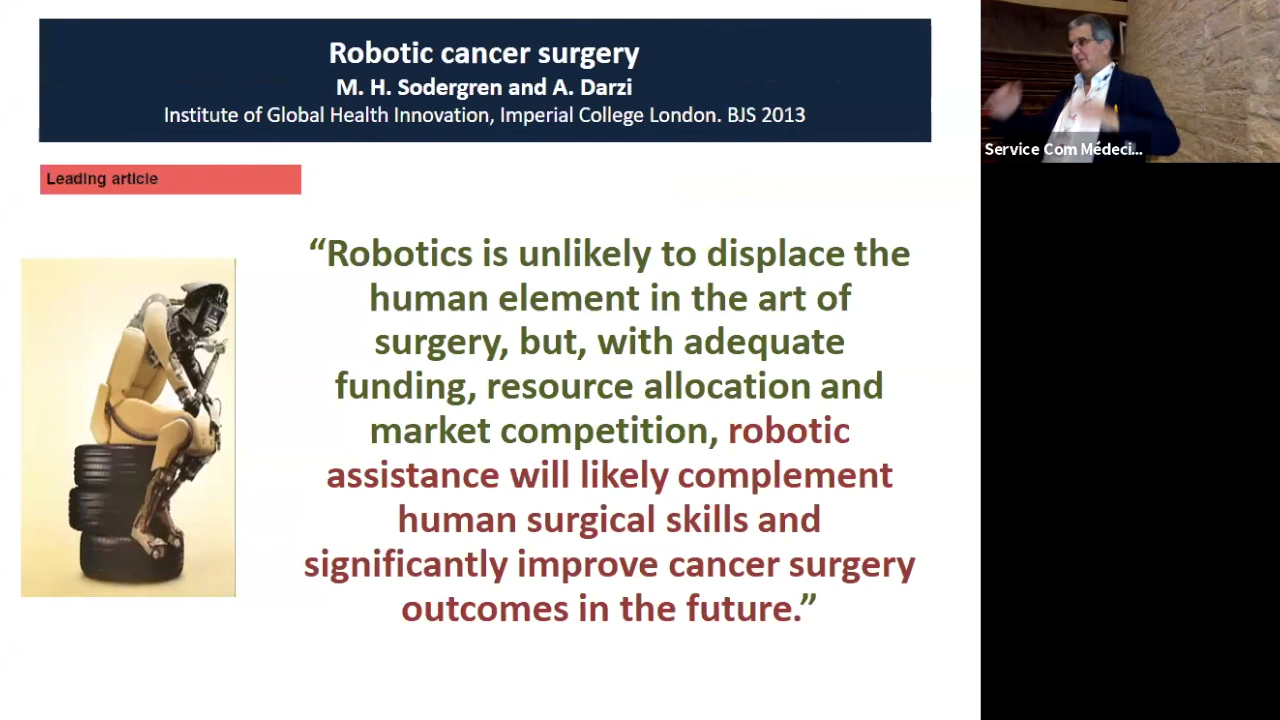 Robotic cancer surgery
M. H. Sodergren and A. Darzi
Institute of Global Health Innovation, Imperial College London. BJS 2013
Leading article
“Robotics is unlikely to displace the
human element in the art of
surgery, but, with adequate
funding, resource allocation and
market competition, robotic
assistance will likely complement
human surgical skills and
significantly improve cancer surgery
outcomes in the future.”
Service Com Médeci...